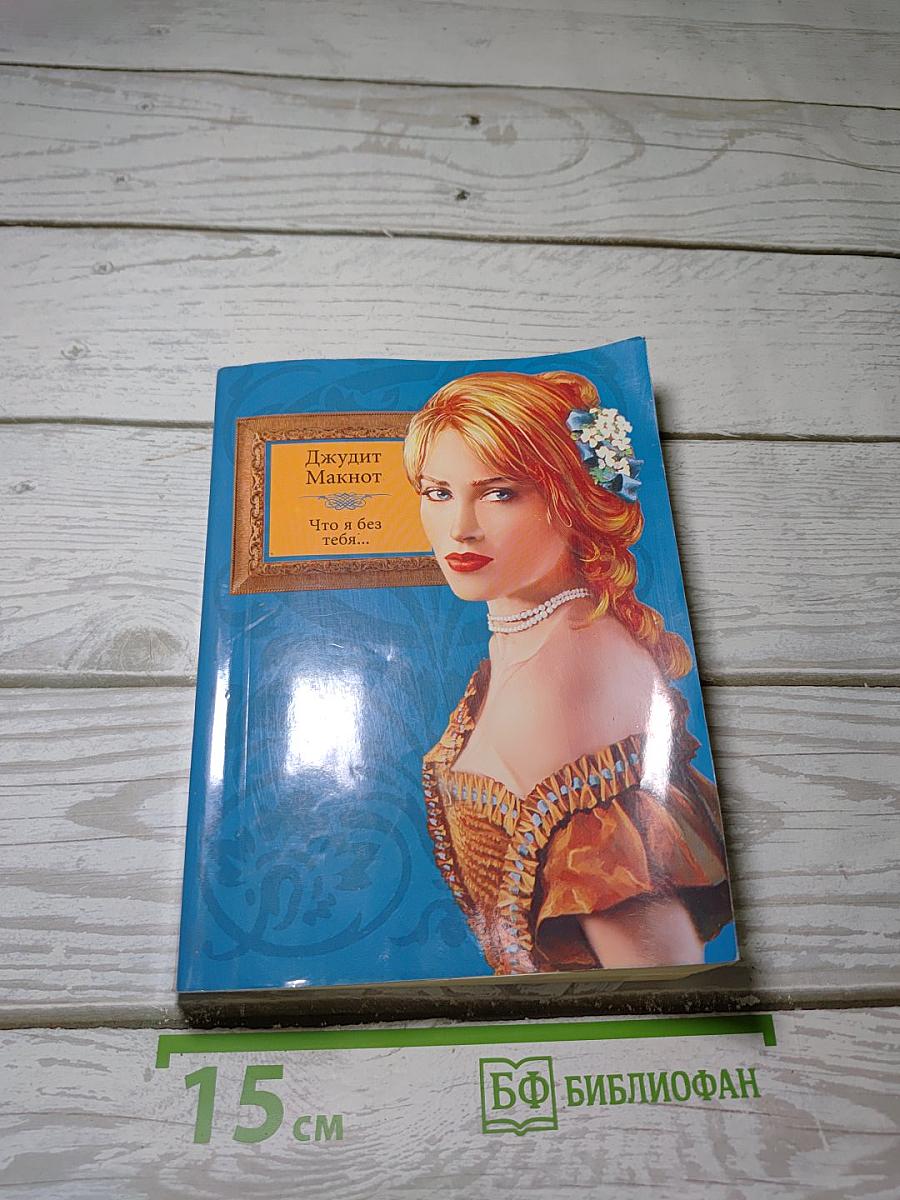 Джудит
Макнот
Что я без
тебя...
15 см
БФ БИБЛИОФАН